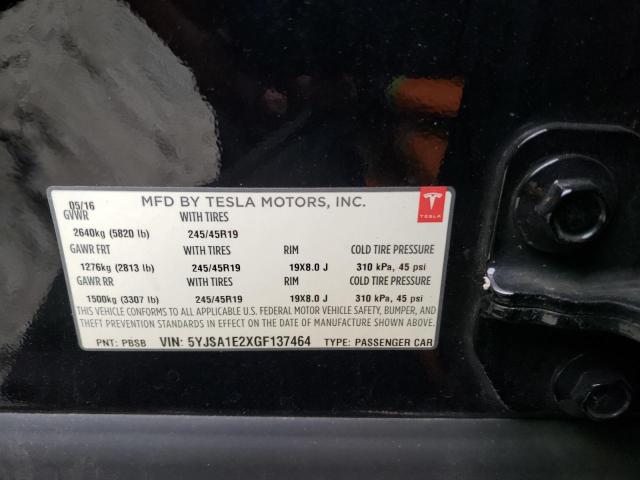 05/16 MFD BY TESLA MOTORS, INC.
TESLA
GVWR WITH TIRES
2640kg (5820 lb) 245/45R19
GAWR FRT WITH TIRES RIM COLD TIRE PRESSURE
1276kg (2813 lb) 245/45R19 19X8.0 J 310 kPa, 45 psi
GAWR RR WITH TIRES RIM COLD TIRE PRESSURE
1500kg (3307 lb) 245/45R19 19X8.0 J 310 kPa, 45 psi
THIS VEHICLE CONFORMS TO ALL APPLICABLE U.S. FEDERAL MOTOR VEHICLE SAFETY, BUMPER, AND
THEFT PREVENTION STANDARDS IN EFFECT ON THE DATE OF MANUFACTURE SHOWN ABOVE.
PNT: PBSB VIN: 5YJSA1E2XGF137464 TYPE: PASSENGER CAR